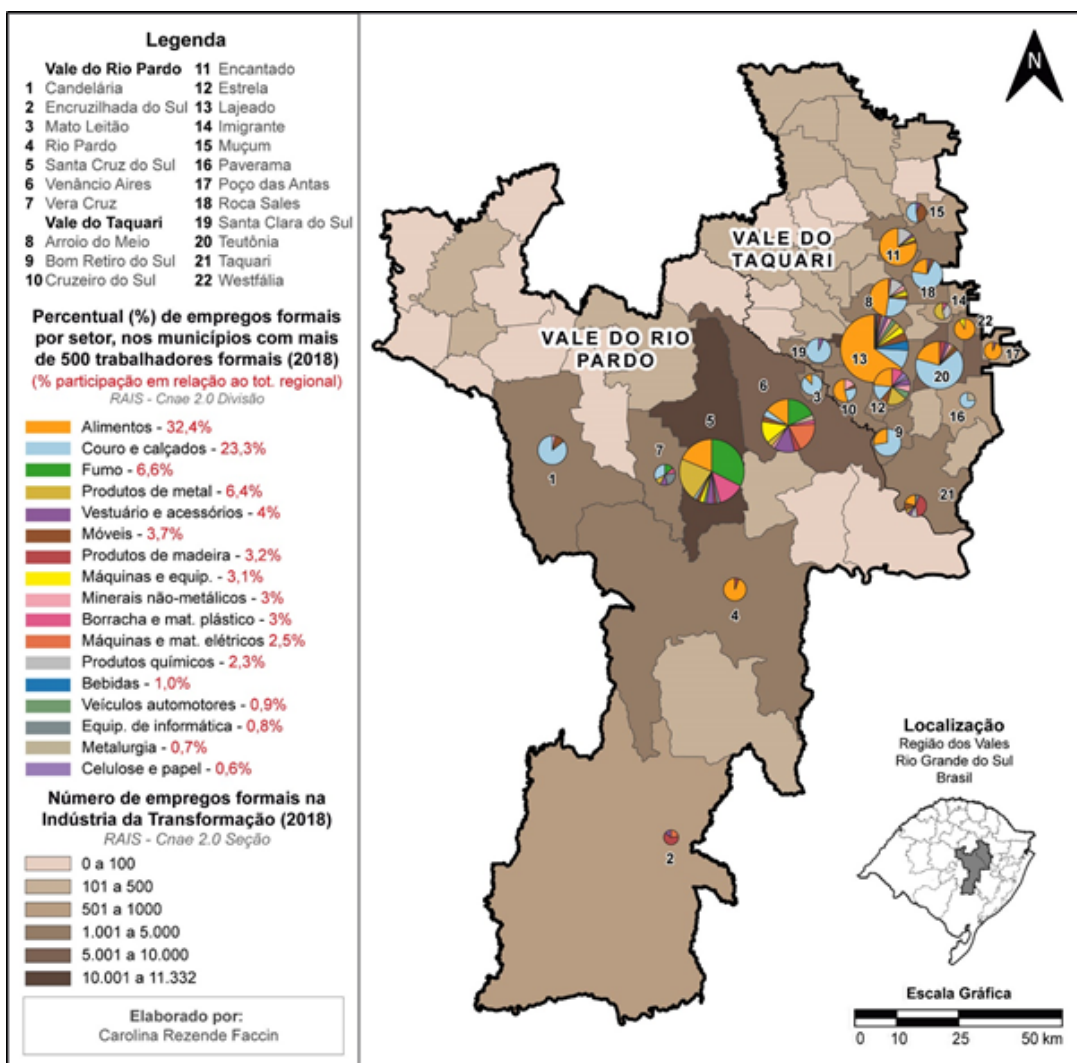 Legenda
Vale do Rio Pardo
1 Candelária
2 Encruzilhada do Sul
3 Mato Leitão
4 Rio Pardo
5 Santa Cruz do Sul
6 Venâncio Aires
7 Vera Cruz
Vale do Taquari
8 Arroio do Meio
9 Bom Retiro do Sul
10 Cruzeiro do Sul
11 Encantado
12 Estrela
13 Lajeado
14 Imigrante
15 Muçum
16 Paverama
17 Poço das Antas
18 Roca Sales
19 Santa Clara do Sul
20 Teutônia
21 Taquari
22 Westfália
Percentual (%) de empregos formais
por setor, nos municípios com mais
de 500 trabalhadores formais (2018)
(% participação em relação ao tot. regional)
RAIS - Cnae 2.0 Divisão
Alimentos - 32,4%
Couro e calçados - 23,3%
Fumo - 6,6%
Produtos de metal - 6,4%
Vestuário e acessórios - 4%
Móveis - 3,7%
Produtos de madeira - 3,2%
Máquinas e equip. - 3,1%
Minerais não-metálicos - 3%
Borracha e mat. plástico - 3%
Máquinas e mat. elétricos 2,5%
Produtos químicos - 2,3%
Bebidas - 1,0%
Veículos automotores - 0,9%
Equip. de informática - 0,8%
Metalurgia - 0,7%
Celulose e papel - 0,6%
Número de empregos formais na
Indústria da Transformação (2018)
RAIS - Cnae 2.0 Seção
0 a 100
101 a 500
501 a 1000
1.001 a 5.000
5.001 a 10.000
10.001 a 11.332
Elaborado por:
Carolina Rezende Faccin
N
VALE DO
TAQUARI
VALE DO RIO
PARDO
15
11
18
8
14
22
13
17
19
20
6
3
10
12
16
5
9
7
1
21
4
2
Localização
Região dos Vales
Rio Grande do Sul
Brasil
Escala Gráfica
0 10 25 50 km